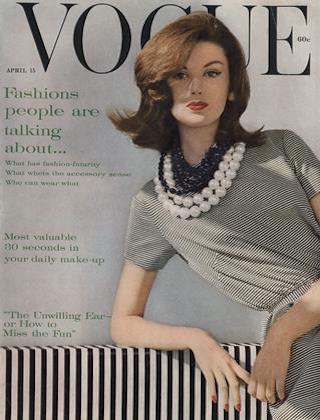 VOGUE
APRIL 15
60c
Fashions
people are
talking
about...
What has fashion-futurity
What whets the accessory sense
Who can wear what
Most valuable
30 seconds in
your daily make-up
"The Unwilling Ear—
or How to
Miss the Fun"